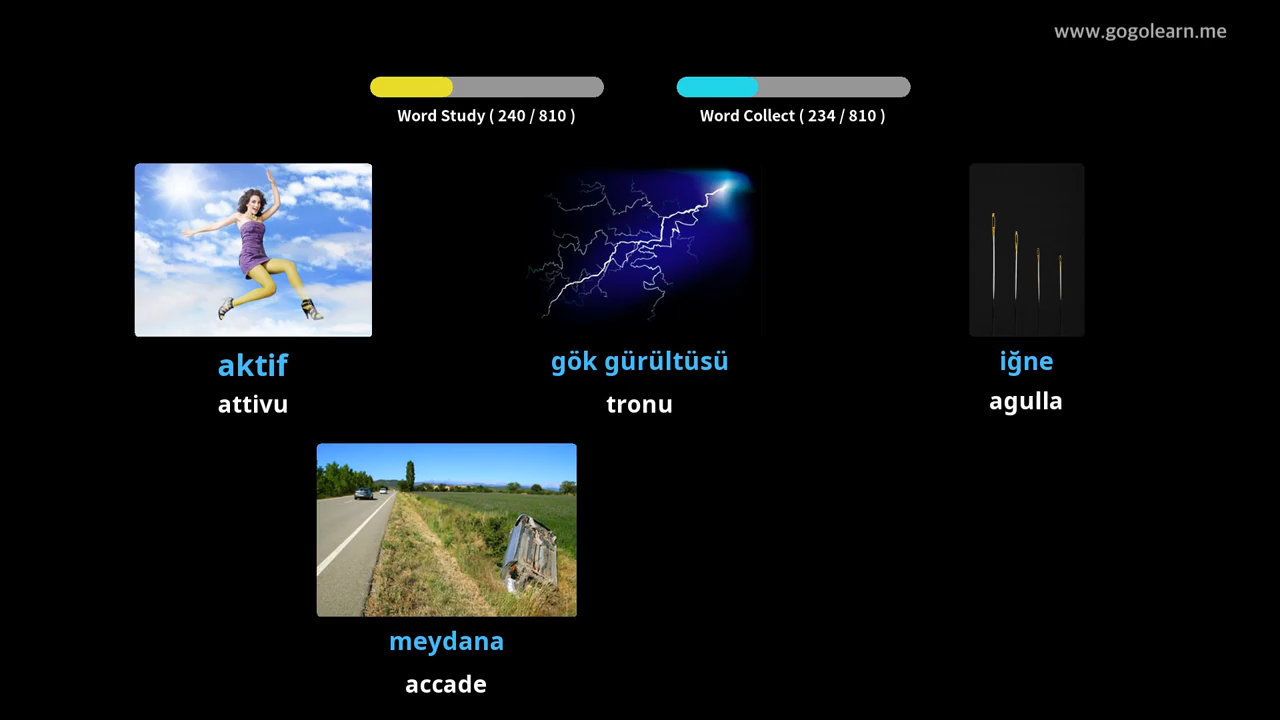 www.gogolearn.me
Word Study ( 240 / 810 )
Word Collect ( 234 / 810 )
aktif
attivu
gök gürültüsü
tronu
iğne
agulla
meydana
accade